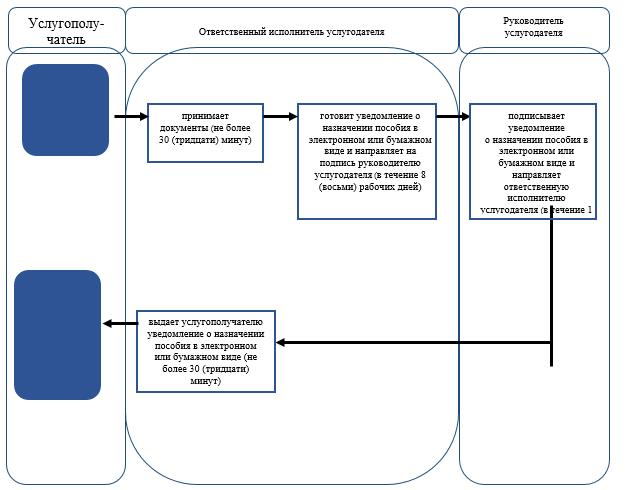 Услугополу-
чатель
Ответственный исполнитель услугодателя
Руководитель
услугодателя
принимает
документы (не более
30 (тридцати) минут)
готовит уведомление о
назначении пособия в
электронном или бумажном
виде и направляет на
подпись руководителю
услугодателя (в течение 8
(восьми) рабочих дней)
подписывает
уведомление
о назначении пособия в
электронном или
бумажном виде и
направляет
ответственную
исполнителю
услугодателя (в течение 1
выдает услугополучателю
уведомление о назначении
пособия в электронном
или бумажном виде (не
более 30 (тридцати)
минут)